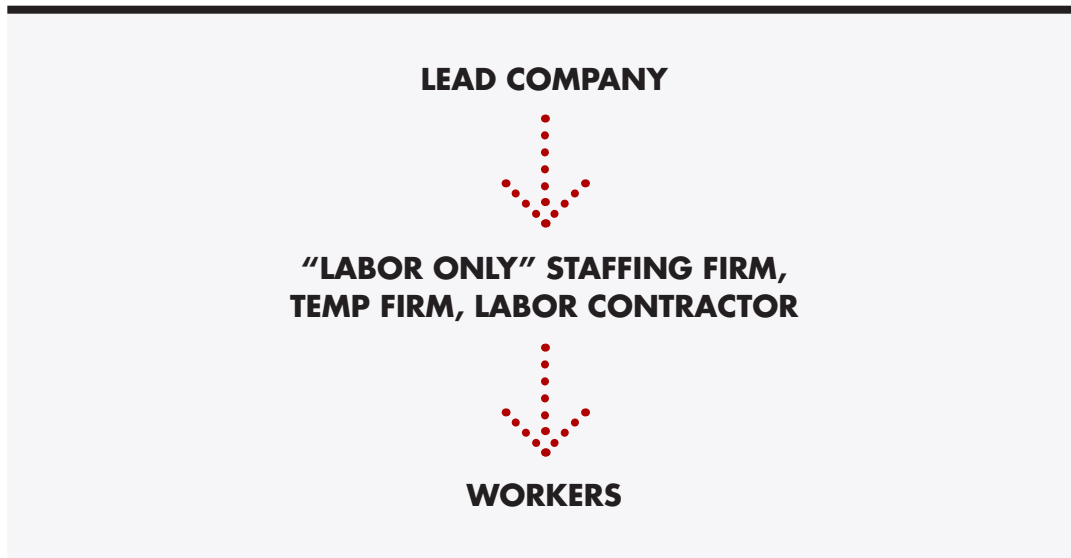 LEAD COMPANY
“LABOR ONLY” STAFFING FIRM,
TEMP FIRM, LABOR CONTRACTOR
WORKERS